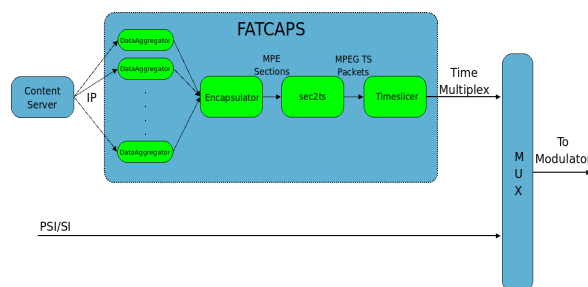 FATCAPS
DataAggregator
DataAggregator
DataAggregator
Content
Server
IP
Encapsulator
MPE
Sections
sec2ts
MPEG TS
Packets
Timeslicer
Time
Multiplex
M
U
X
To
Modulator
PSI/SI